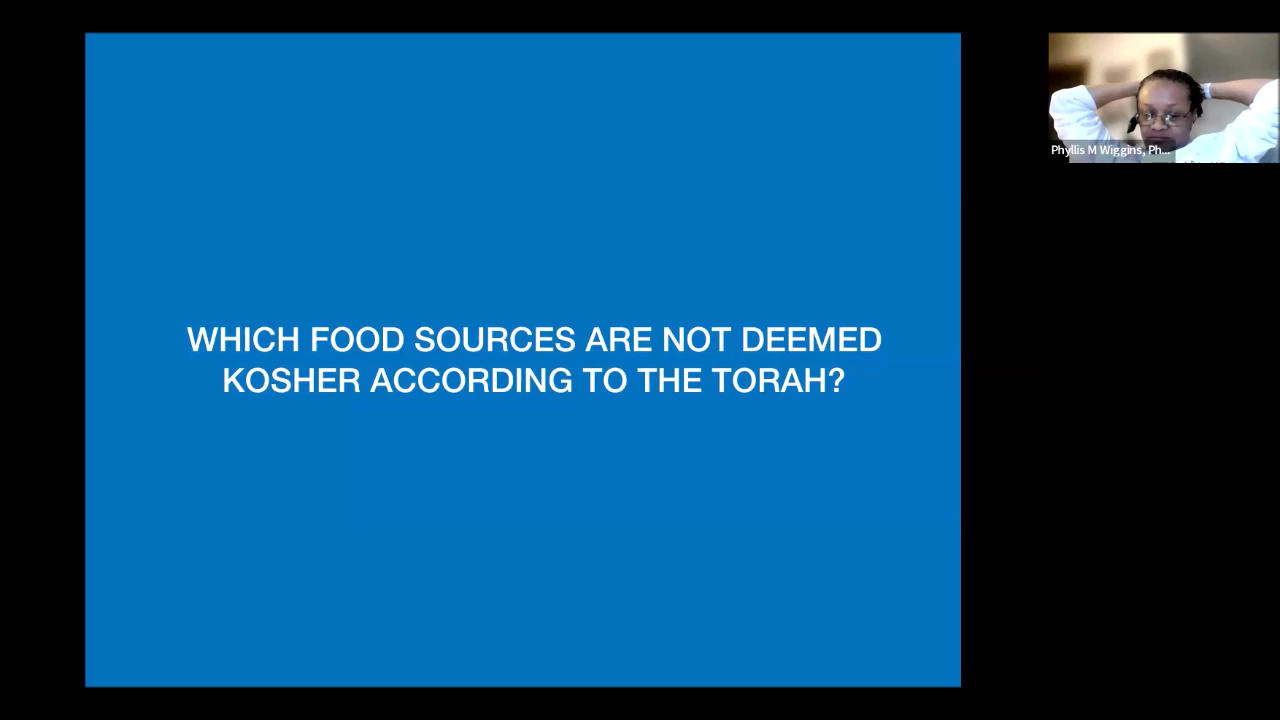 WHICH FOOD SOURCES ARE NOT DEEMED
KOSHER ACCORDING TO THE TORAH?
Phyllis M Wiggins, Ph...